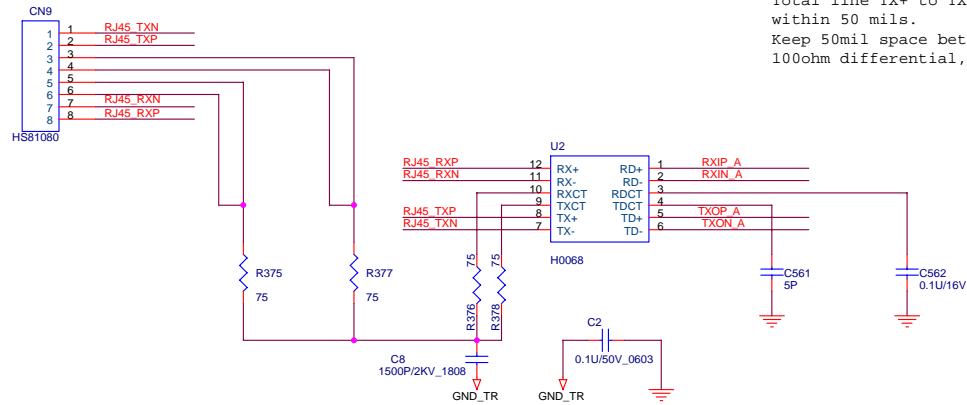 Total line TX+ to TX
within 50 mils.
Keep 50mil space bet
100ohm differential,
CN9
1 1 RJ45_TXN
2 2 RJ45_TXP
3 3
4 4
5 5
6 6
7 7 RJ45_RXN
8 8 RJ45_RXP
HS81080
U2
RJ45_RXP 12 RX+ RD+ 1 RXIP_A
RJ45_RXN 11 RX- RD- 2 RXIN_A
10 RXCT RDCT 3
9 TXCT TDCT 4
RJ45_TXP 8 TX+ TD+ 5 TXOP_A
RJ45_TXN 7 TX- TD- 6 TXON_A
H0068
R375
75
R377
75
75
R376
75
R378
C561
5P
C562
0.1U/16V
C8
1500P/2KV_1808
GND_TR
C2
0.1U/50V_0603
GND_TR